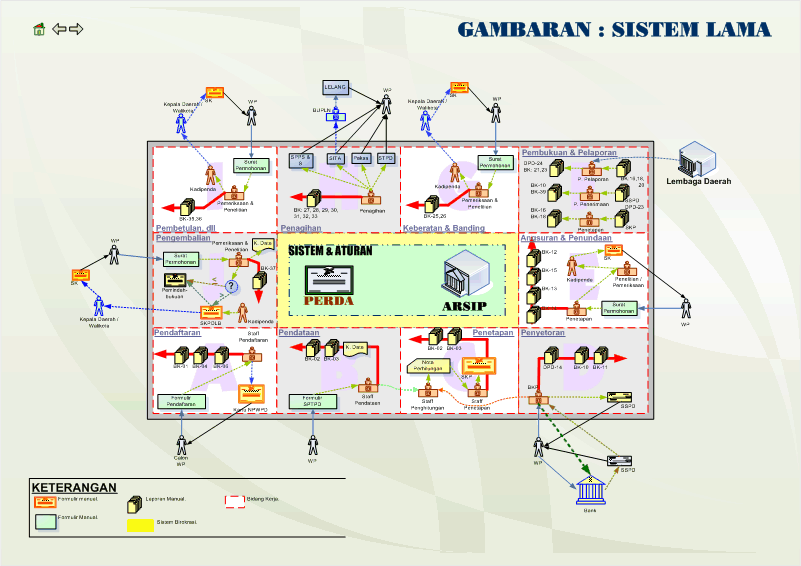 GAMBARAN : SISTEM LAMA
Kepala Daerah /
Walikota
SK
WP
LELANG
BUPLN
WP
Kepala Daerah /
Walikota
SK
WP
Surat
Permohonan
Kadipenda
Pemeriksaan &
Penelitian
BK-35,36
Pembetulan, dll
SPPS &
S
SITA
Paksa
STPD
BK: 27, 28, 29, 30,
31, 32, 33
Penagihan
Penagihan
Surat
Permohonan
Kadipenda
Pemeriksaan &
Penelitian
BK-25,26
Keberatan & Banding
Pembukuan & Pelaporan
DPD-24
BK: 21, 23
P. Pelaporan
BK-16,18,
20
BK-10
BK-39
P. Penerimaan
SSPD
DPD-23
BK-16
BK-18
Penetapan
SKP
Lembaga Daerah
Pengembalian
Pemeriksaan &
Penelitian
K. Data
BK-37
WP
Surat
Permohonan
SK
Pemindah-
bukuan
?
SKPDLB
Kadipenda
Kepala Daerah /
Walikota
SISTEM & ATURAN
PERDA
ARSIP
Angsuran & Penundaan
BK-12
BK-15
BK-13
SK
Kadipenda
Penelitian /
Pemeriksaan
Surat
Permohonan
Penetapan
WP
Pendaftaran
Staff
Pendaftaran
BK-01
BK-04
BK-05
Formulir
Pendaftaran
Kartu NPWPD
Calon
WP
Pendataan
BK-02
BK-03
K. Data
Formulir
SPTPD
Staff
Pendataan
WP
Penetapan
BK-02
BK-03
Nota
Perhitungan
SKP
Staff
Penghitungan
Staff
Penetapan
Penyetoran
DPD-14
BK-10
BK-11
BKP
SSPD
WP
SSPD
Bank
KETERANGAN
Formulir manual.
Laporan Manual.
Bidang Kerja.
Formulir Manual.
Sistem Birokrasi.